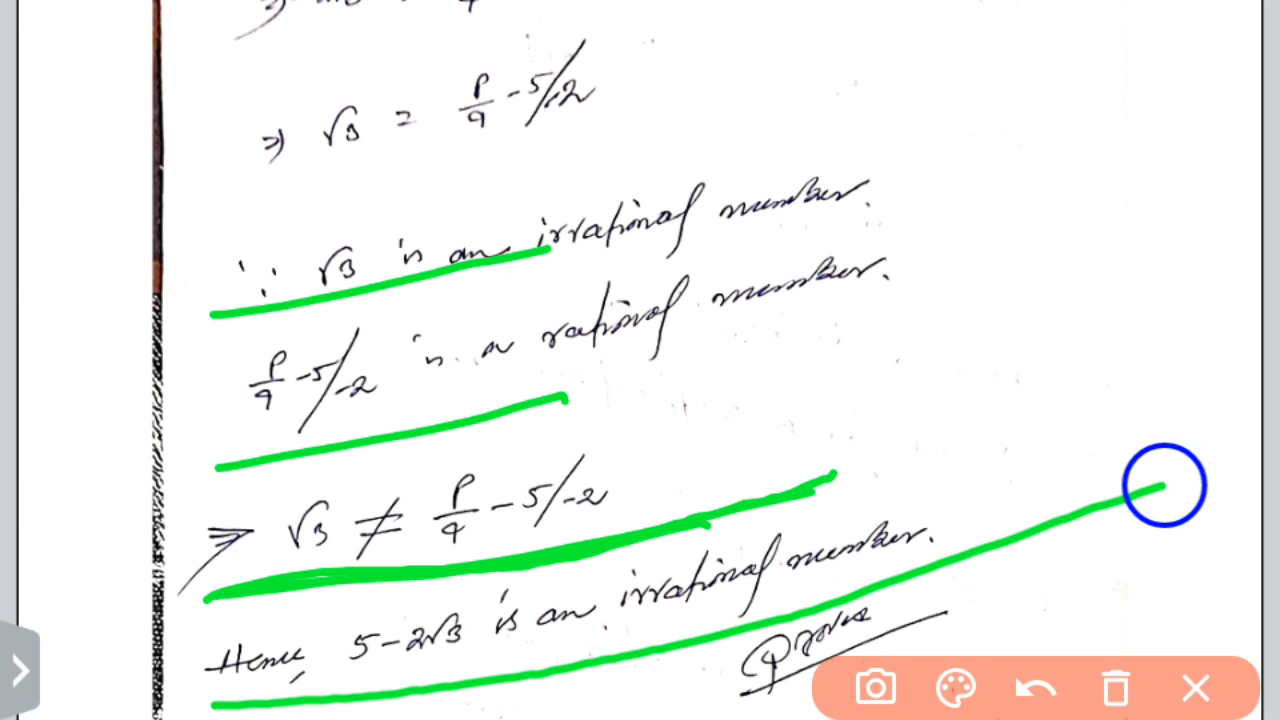 ⇒ √3 = p/q - 5/-2
∵ √3 is an irrational number.
p/q - 5/-2 is a rational number.
⇒ √3 ≠ p/q - 5/-2
Hence, 5-2√3 is an irrational number.
Proved